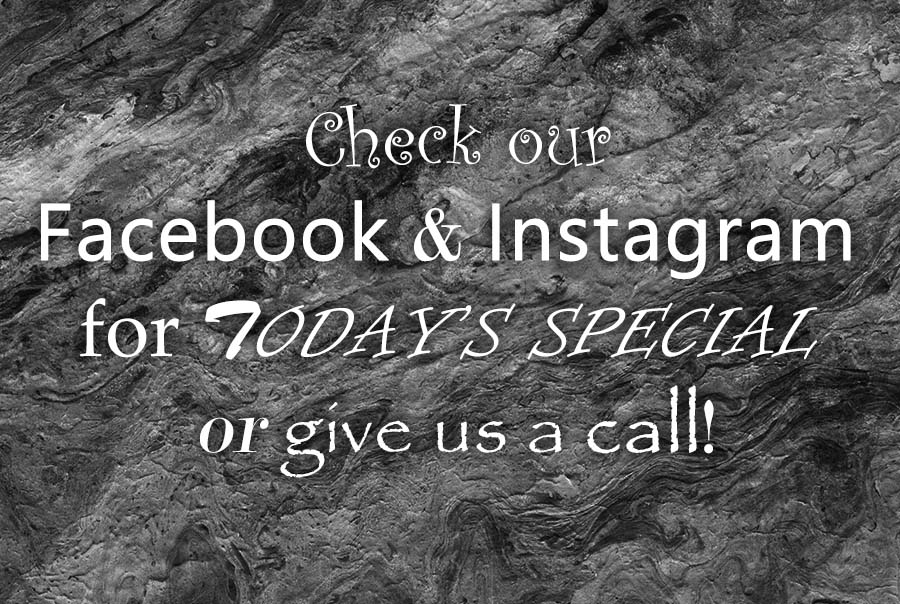 Check our
Facebook & Instagram
for TODAY'S SPECIAL
or give us a call!